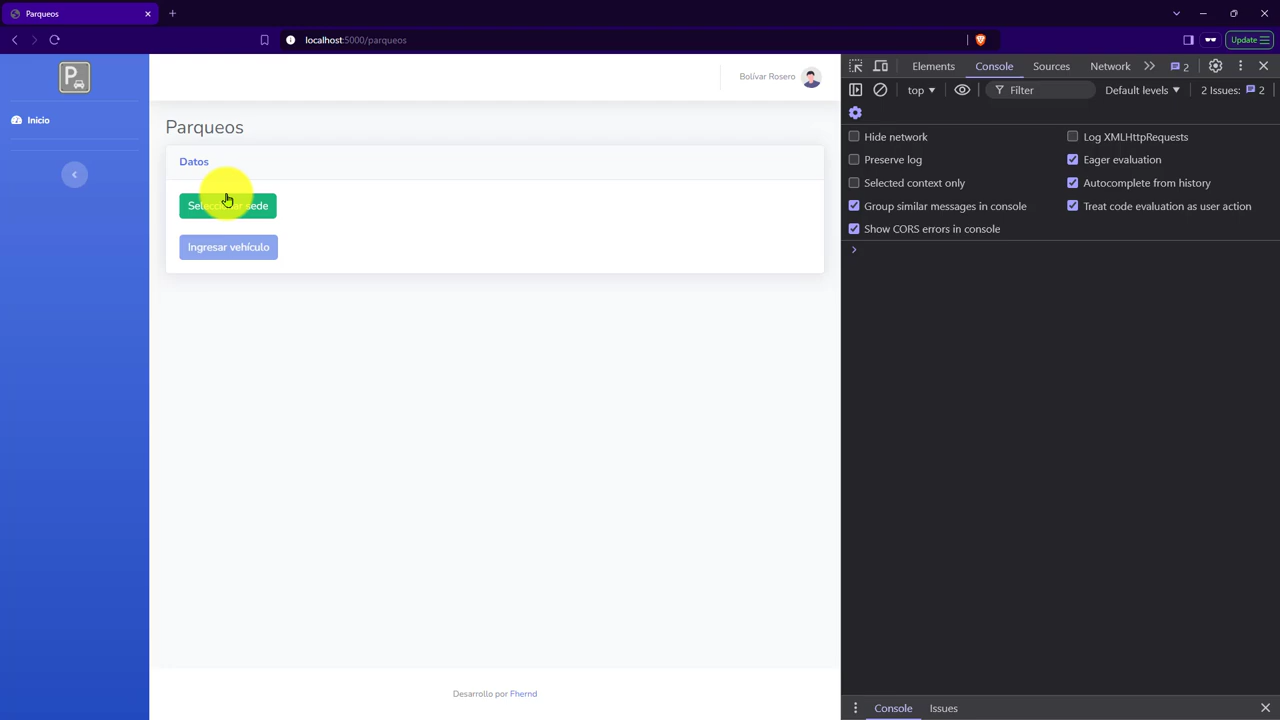 Parqueos
localhost:5000/parqueos
Update
P
Bolívar Rosero
Inicio
Parqueos
Datos
Ingresar vehículo
sede
Desarrollo por Fhernd
Elements
Console
Sources
Network
2
top
Filter
Default levels
2 Issues: 2
Hide network
Log XMLHttpRequests
Preserve log
Eager evaluation
Selected context only
Autocomplete from history
Group similar messages in console
Treat code evaluation as user action
Show CORS errors in console
Console
Issues